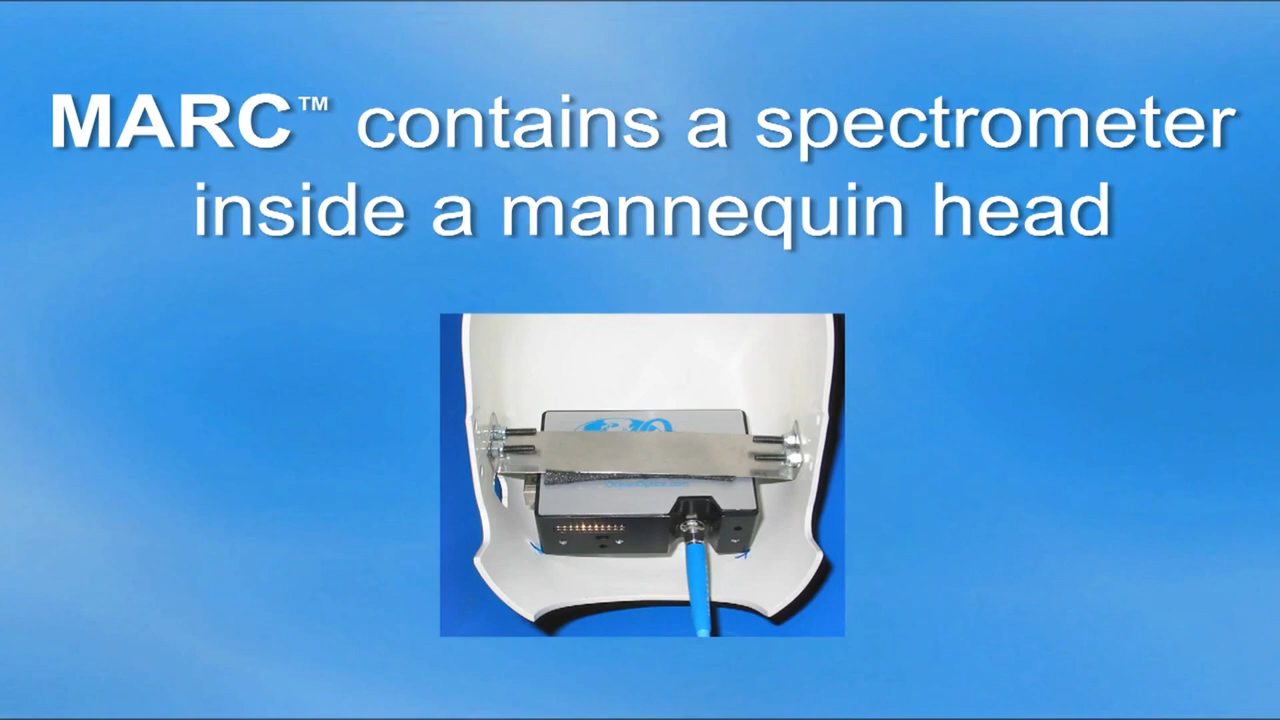 MARC™ contains a spectrometer
inside a mannequin head